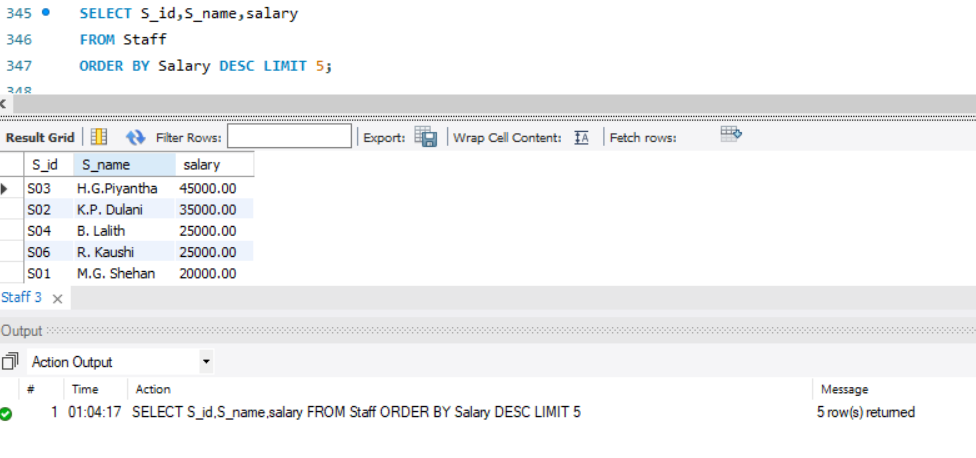 345 SELECT S_id,S_name,salary
346 FROM Staff
347 ORDER BY Salary DESC LIMIT 5;
348
Result Grid Filter Rows: Export: Wrap Cell Content: Fetch rows:
S_id S_name salary
S03 H.G.Piyantha 45000.00
S02 K.P. Dulani 35000.00
S04 B. Lalith 25000.00
S06 R. Kaushi 25000.00
S01 M.G. Shehan 20000.00
Staff 3
Output
Action Output
# Time Action Message
1 01:04:17 SELECT S_id,S_name,salary FROM Staff ORDER BY Salary DESC LIMIT 5 5 row(s) returned